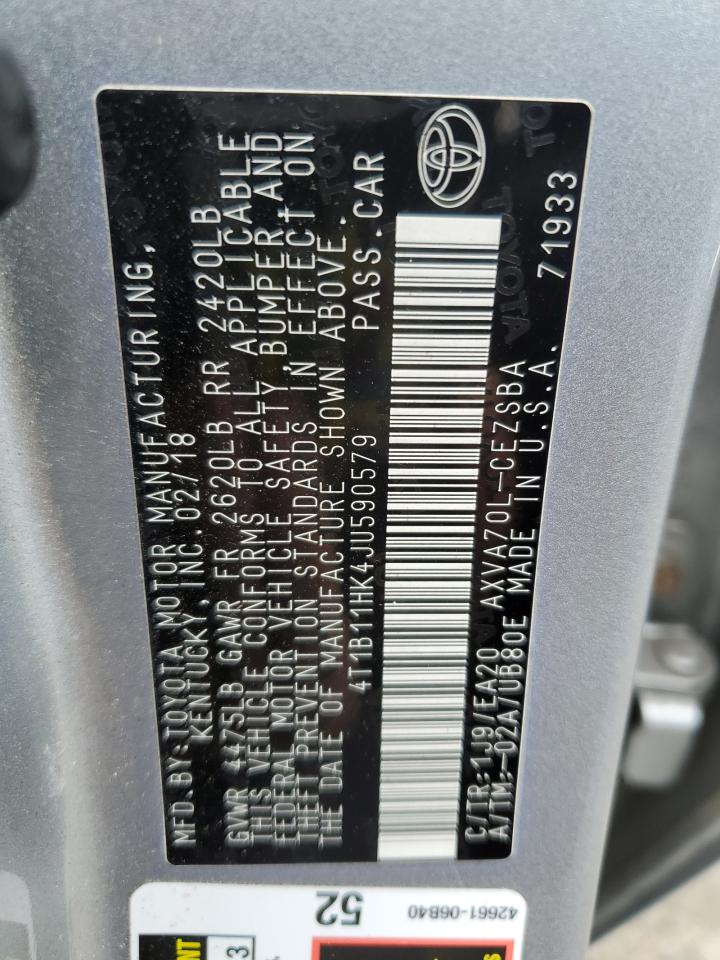 MFD. BY:TOYOTA MOTOR MANUFACTURING,
KENTUCKY, INC.02/18
GVWR 4475LB GAWR FR 2620LB RR 2420LB
THIS VEHICLE CONFORMS TO ALL APPLICABLE
FEDERAL MOTOR VEHICLE SAFETY, BUMPER, AND
THEFT PREVENTION STANDARDS IN EFFECT ON
THE DATE OF MANUFACTURE SHOWN ABOVE.
4T1B11HK4JU590579 PASS CAR
C/TR:1J9/EA20 AXVA70L-CEZSBA
A/TM:-02A/UB80E MADE IN U.S.A. 71933
TOYOTA
52
42661-06B40
3